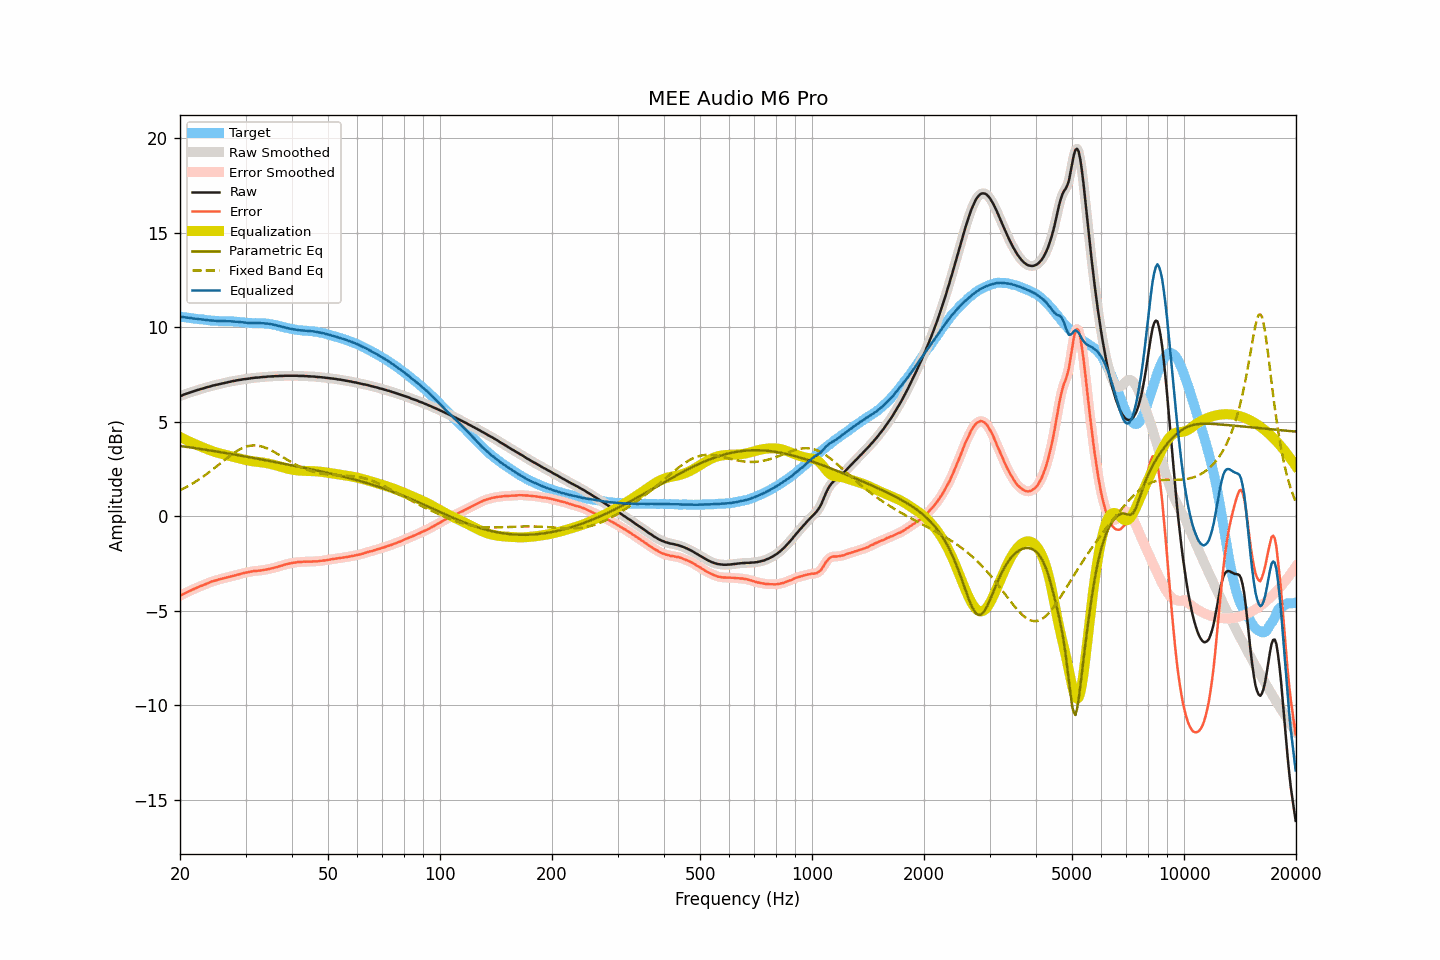 MEE Audio M6 Pro
Target
Raw Smoothed
Error Smoothed
Raw
Error
Equalization
Parametric Eq
Fixed Band Eq
Equalized
Amplitude (dBr)
20
15
10
5
0
−5
−10
−15
20 50 100 200 500 1000 2000 5000 10000 20000
Frequency (Hz)